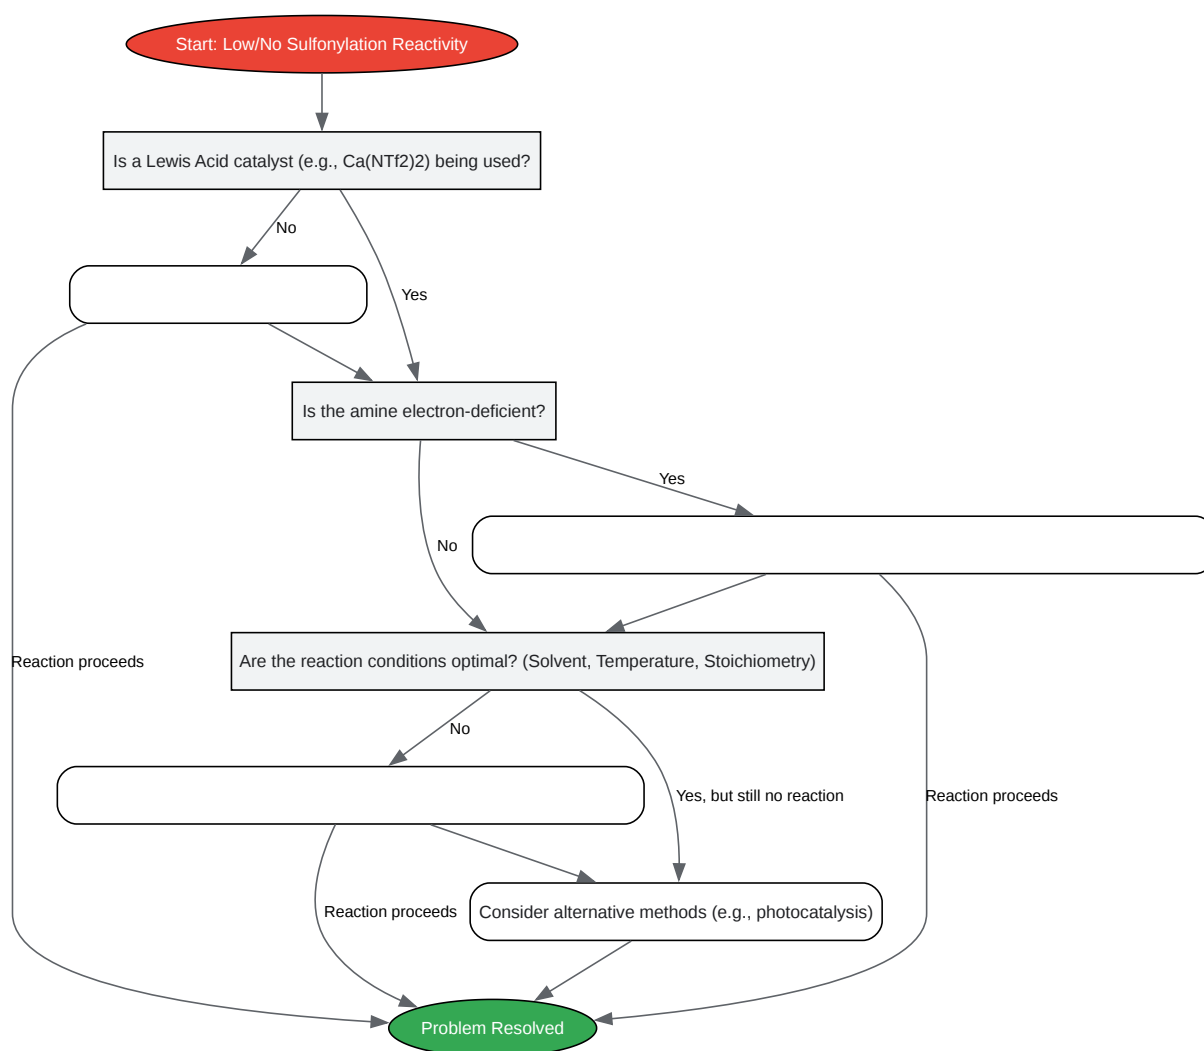 Start: Low/No Sulfonylation Reactivity
Is a Lewis Acid catalyst (e.g., Ca(NTf2)2) being used?
No
Yes
Is the amine electron-deficient?
Yes
No
Reaction proceeds
Are the reaction conditions optimal? (Solvent, Temperature, Stoichiometry)
No
Yes, but still no reaction
Reaction proceeds
Reaction proceeds
Consider alternative methods (e.g., photocatalysis)
Problem Resolved